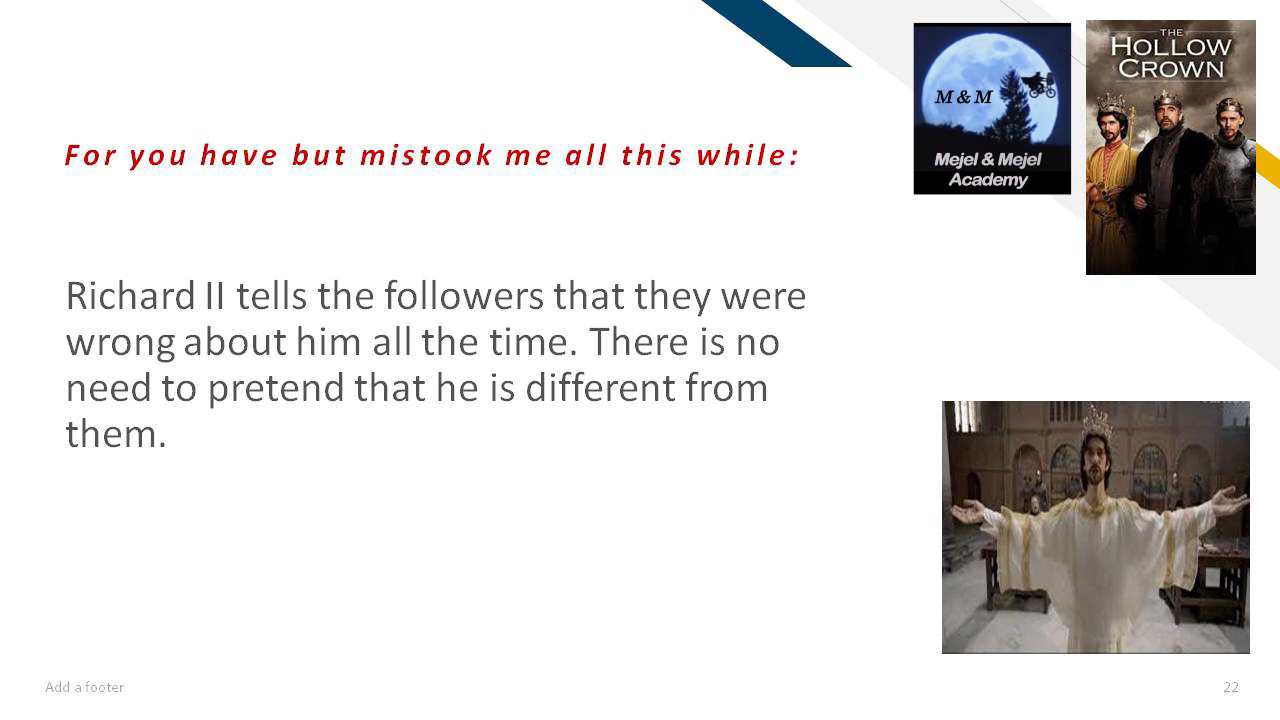 THE
HOLLOW
CROWN
M & M
Mejel & Mejel
Academy
For you have but mistook me all this while:
Richard II tells the followers that they were
wrong about him all the time. There is no
need to pretend that he is different from
them.
Add a footer
22